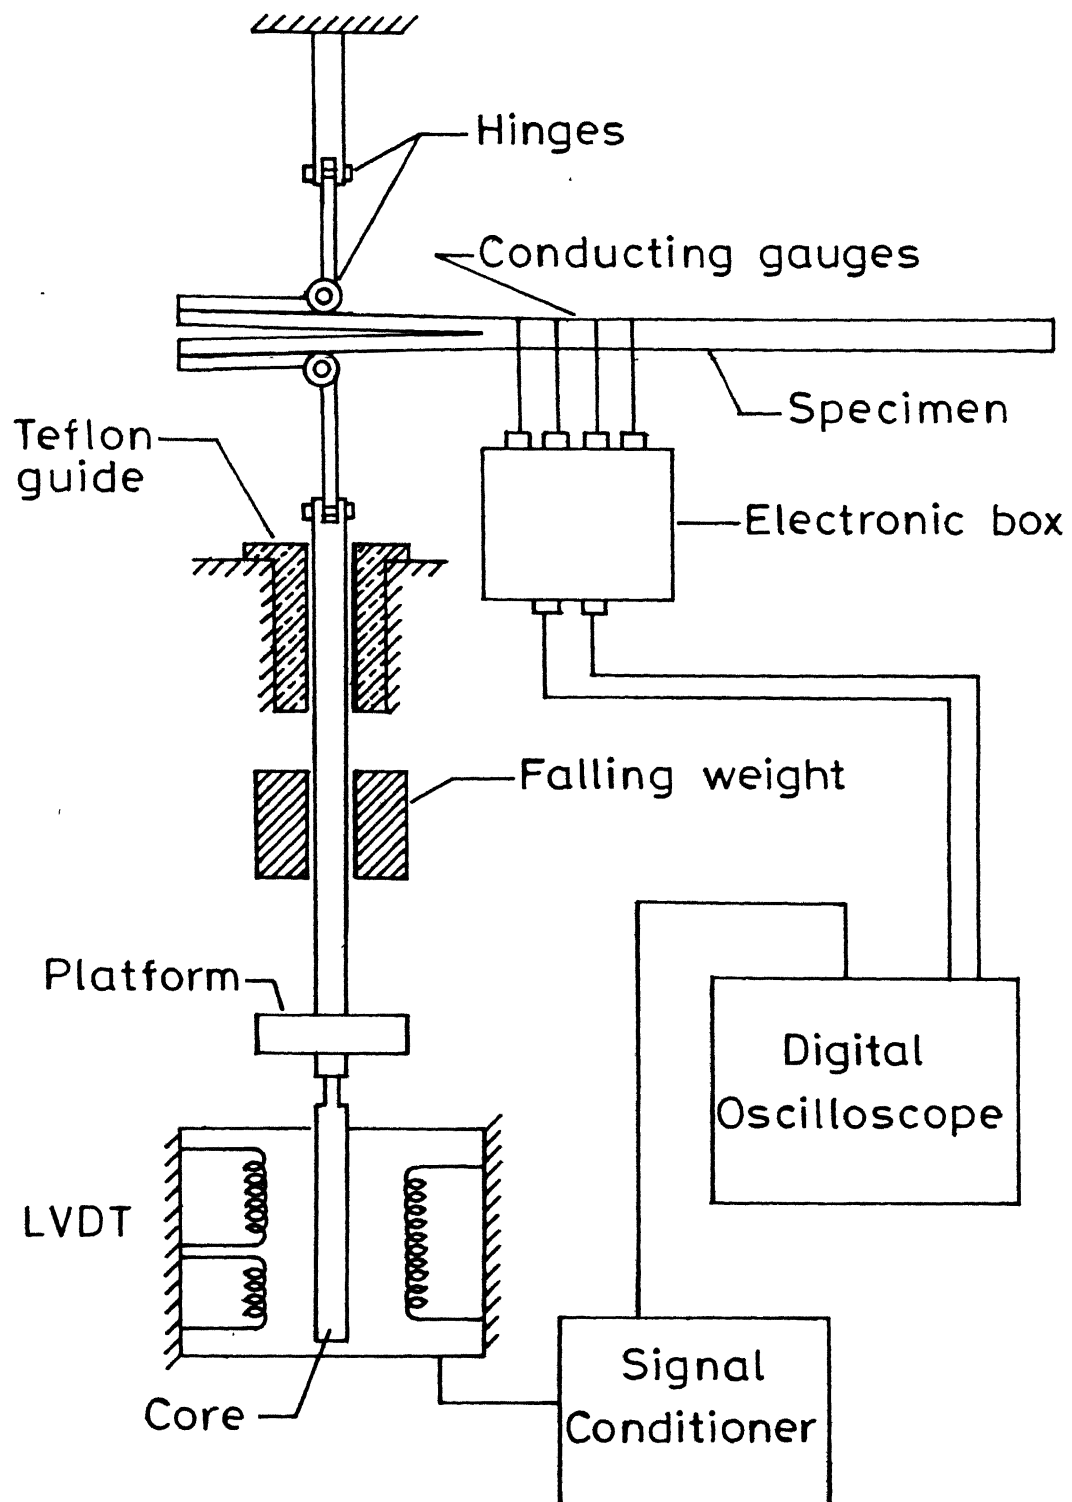 Hinges
Conducting gauges
Specimen
Teflon
guide
Electronic box
Falling weight
Platform
Digital
Oscilloscope
LVDT
Signal
Conditioner
Core